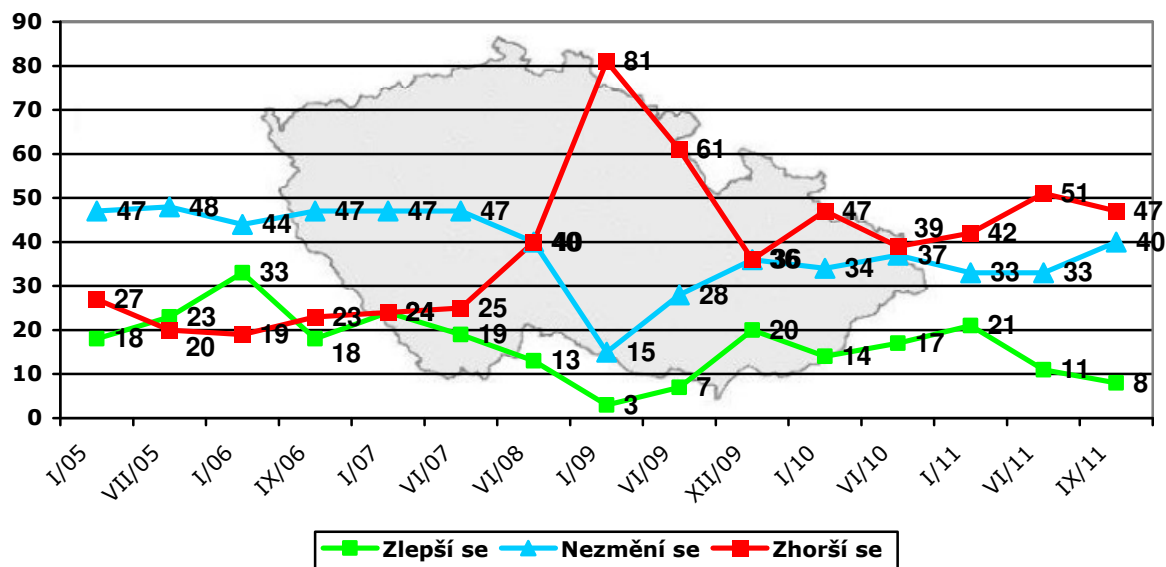 90
80
70
60
50
40
30
20
10
0
47 48 44 47 47 47 40 15 28 36 34 37 33 33 40
27 20 19 23 24 25 40 81 61 36 47 39 42 51 47
18 23 33 18 24 19 13 3 7 20 14 17 21 11 8
I/05 VII/05 I/06 IX/06 I/07 VI/07 VI/08 I/09 VI/09 XII/09 I/10 VI/10 I/11 VI/11 IX/11
Zlepší se Nezmění se Zhorší se